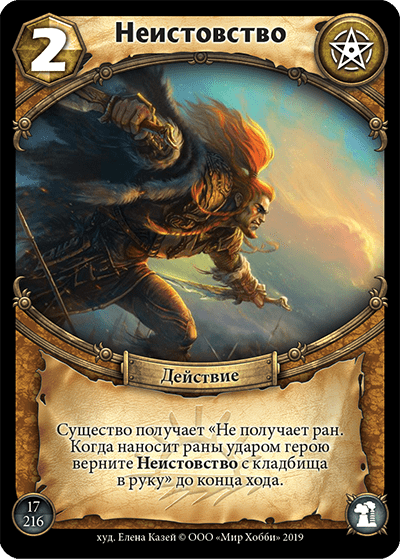 2
Неистовство
Действие
Существо получает «Не получает ран.
Когда наносит раны ударом герою
верните Неистовство с кладбища
в руку» до конца хода.
17
216
худ. Елена Казей © ООО «Мир Хобби» 2019